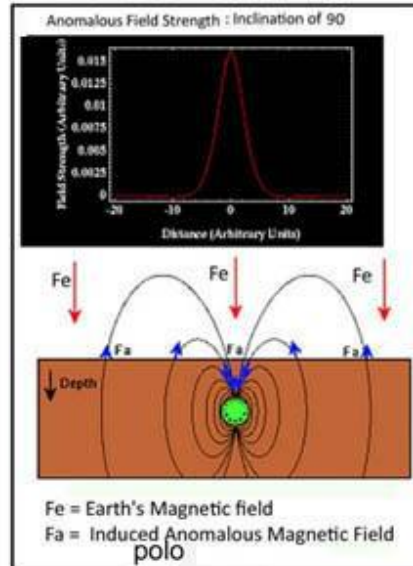 Anomalous Field Strength : Inclination of 90
Field Strength (Arbitrary Units)
0.015
0.0125
0.01
0.0075
0.005
0.0025
0
-20 -10 0 10 20
Distance (Arbitrary Units)
Fe Fe Fe
Fa Fa Fa
Depth
Fe = Earth's Magnetic field
Fa = Induced Anomalous Magnetic Field
polo